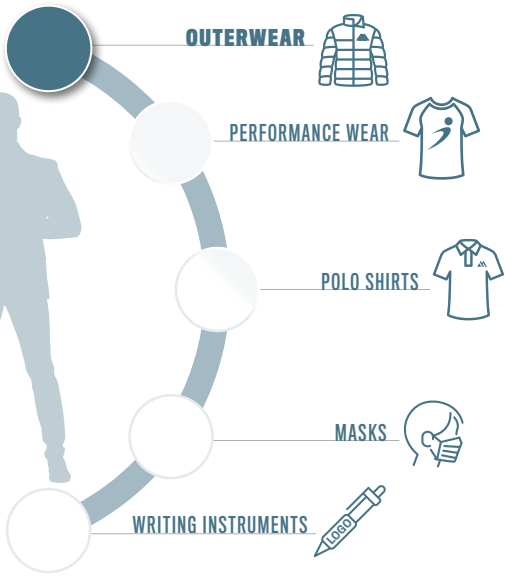 OUTERWEAR
PERFORMANCE WEAR
POLO SHIRTS
MASKS
WRITING INSTRUMENTS
LOGO